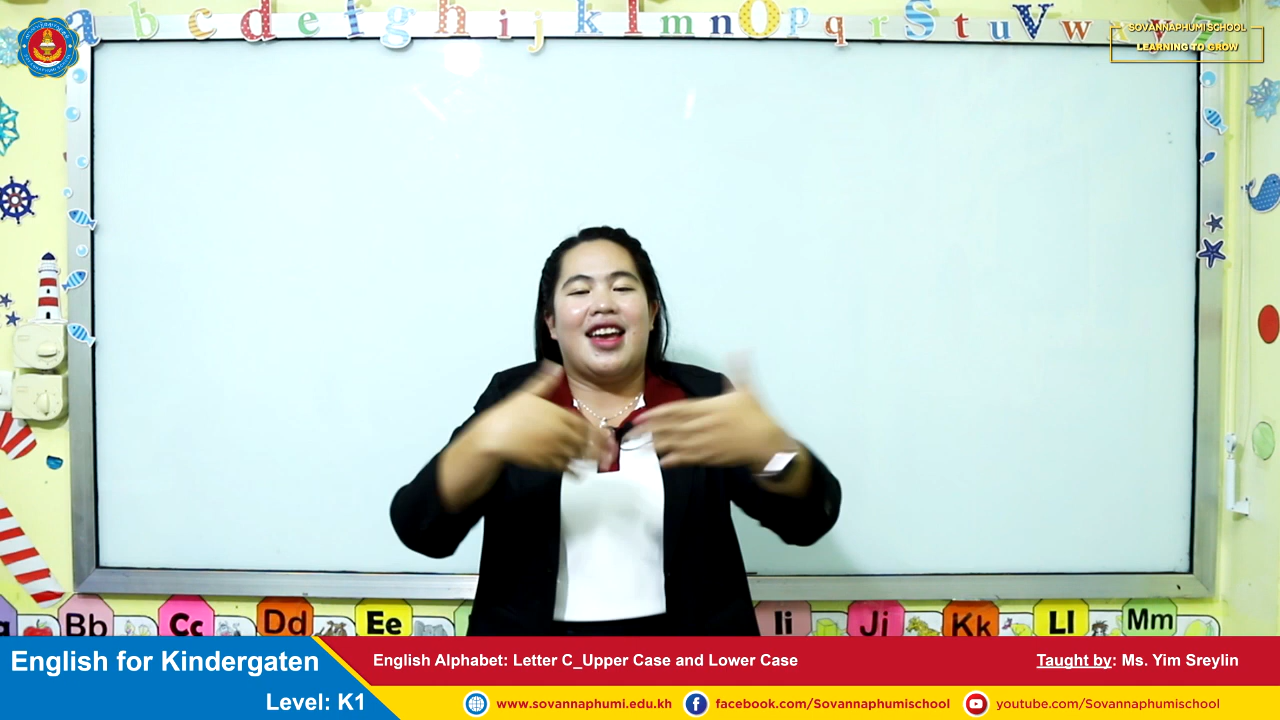 a b c d e f g h i j k l m n O p q r S t u V w
SOVANNAPHUMI SCHOOL
LEARNING TO GROW
Bb Cc Dd Ee Ii Jj Kk Ll Mm
English for Kindergaten
Level: K1
English Alphabet: Letter C_Upper Case and Lower Case
Taught by: Ms. Yim Sreylin
www.sovannaphumi.edu.kh
facebook.com/Sovannaphumischool
youtube.com/Sovannaphumischool